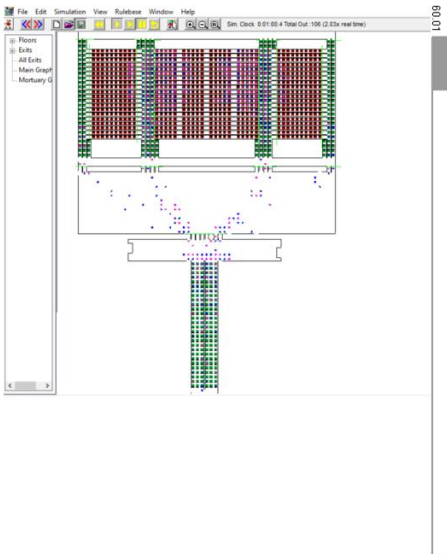 File Edit Simulation View Rulebase Window Help
Sim. Clock 0:01:00.4 Total Out :106 (2.83x real time)
60.01
Floors
Exits
All Exits
Main Graph
Mortuary G